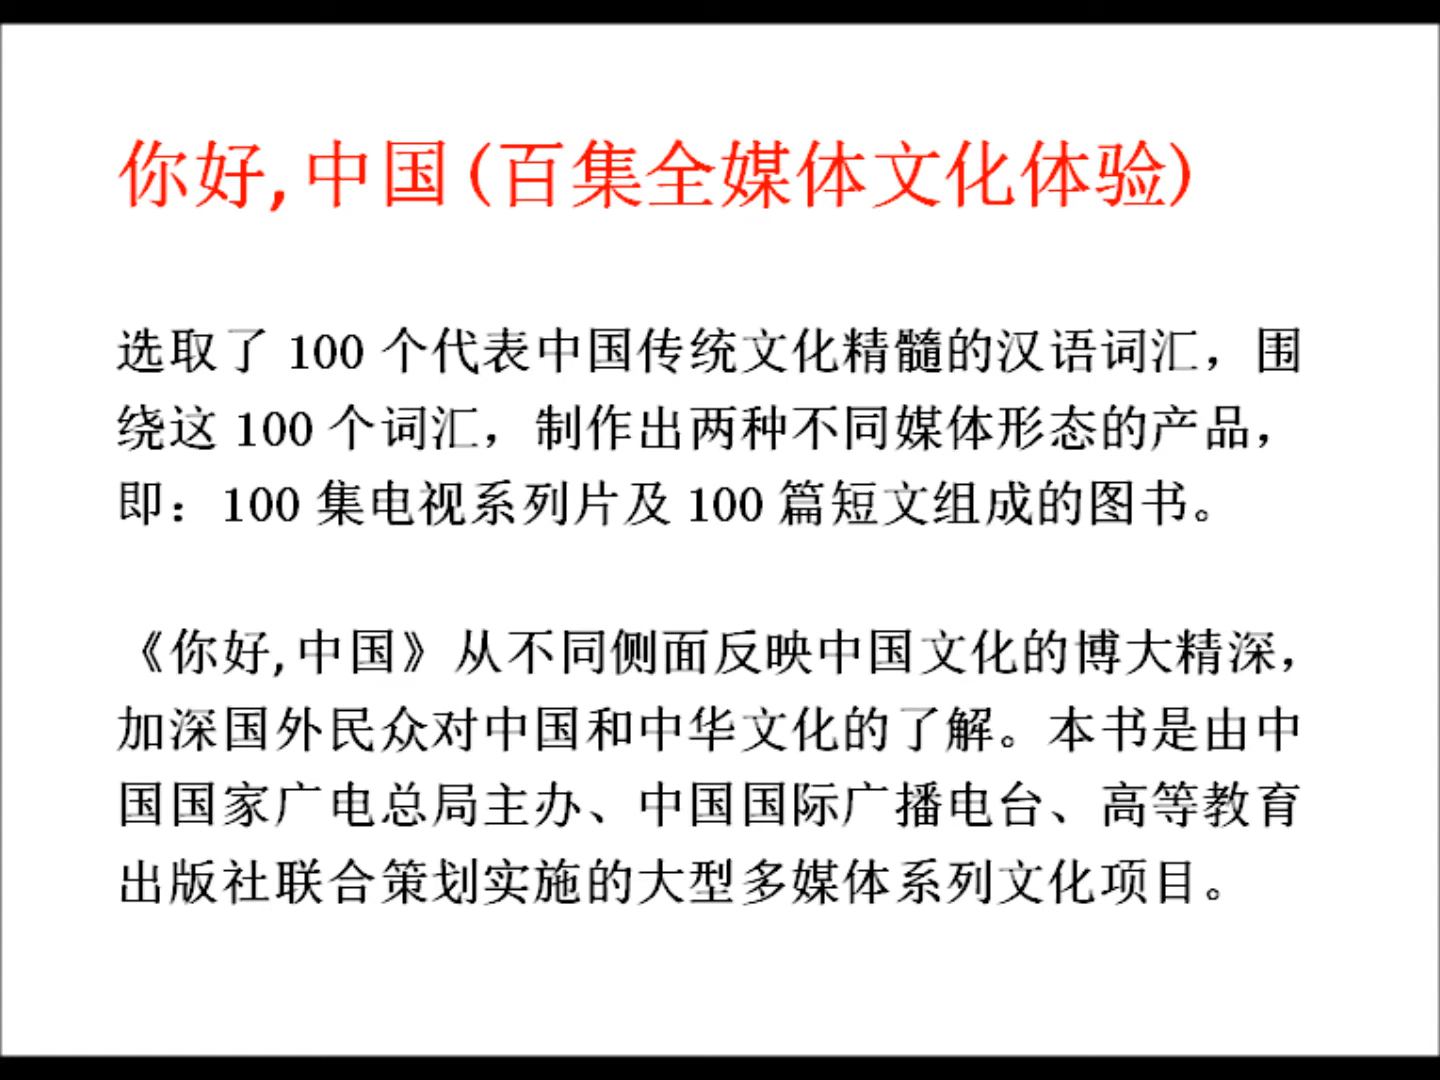 你好,中国(百集全媒体文化体验)
选取了 100 个代表中国传统文化精髓的汉语词汇，围
绕这 100 个词汇，制作出两种不同媒体形态的产品，
即：100 集电视系列片及 100 篇短文组成的图书。
《你好,中国》从不同侧面反映中国文化的博大精深，
加深国外民众对中国和中华文化的了解。本书是由中
国国家广电总局主办、中国国际广播电台、高等教育
出版社联合策划实施的大型多媒体系列文化项目。